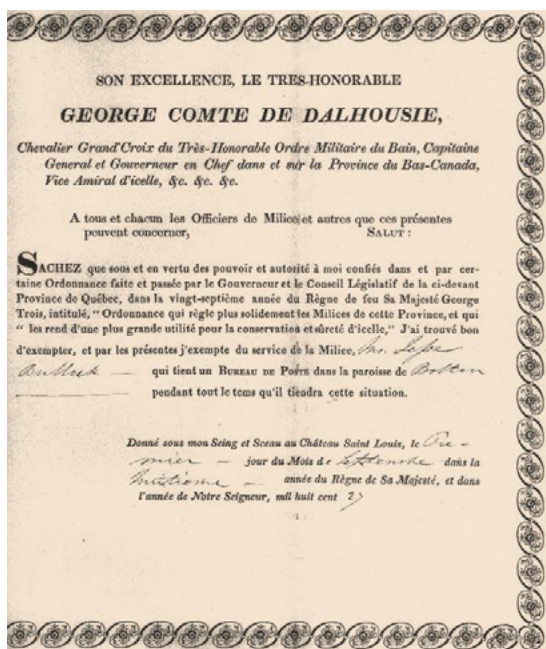 SON EXCELLENCE, LE TRES-HONORABLE
GEORGE COMTE DE DALHOUSIE,
Chevalier Grand'Croix du Très-Honorable Ordre Militaire du Bain, Capitaine
General et Gouverneur en Chef dans et sur la Province du Bas-Canada,
Vice Amiral d'icelle, &c. &c. &c.
A tous et chacun les Officiers de Milice et autres que ces présentes
peuvent concerner, SALUT :
SACHEZ que sous et en vertu des pouvoir et autorité à moi confiés dans et par cer-
taine Ordonnance faite et passée par le Gouverneur et le Conseil Législatif de la ci-devant
Province de Québec, dans la vingt-septième année du Règne de feu Sa Majesté George
Trois, intitulé, “ Ordonnance qui règle plus solidement les Milices de cette Province, et qui
“ les rend d'une plus grande utilité pour la conservation et sûreté d'icelle,” J'ai trouvé bon
d'exempter, et par les présentes j'exempte du service de la Milice,
— qui tient un BUREAU DE POSTE dans la paroisse de Bolton
pendant tout le tems qu'il tiendra cette situation.
Donné sous mon Seing et Sceau au Château Saint Louis, le Pre-
mier — jour du Mois de Septembre dans la
huitième — année du Règne de Sa Majesté, et dans
l'année de Notre Seigneur, mil huit cent 27